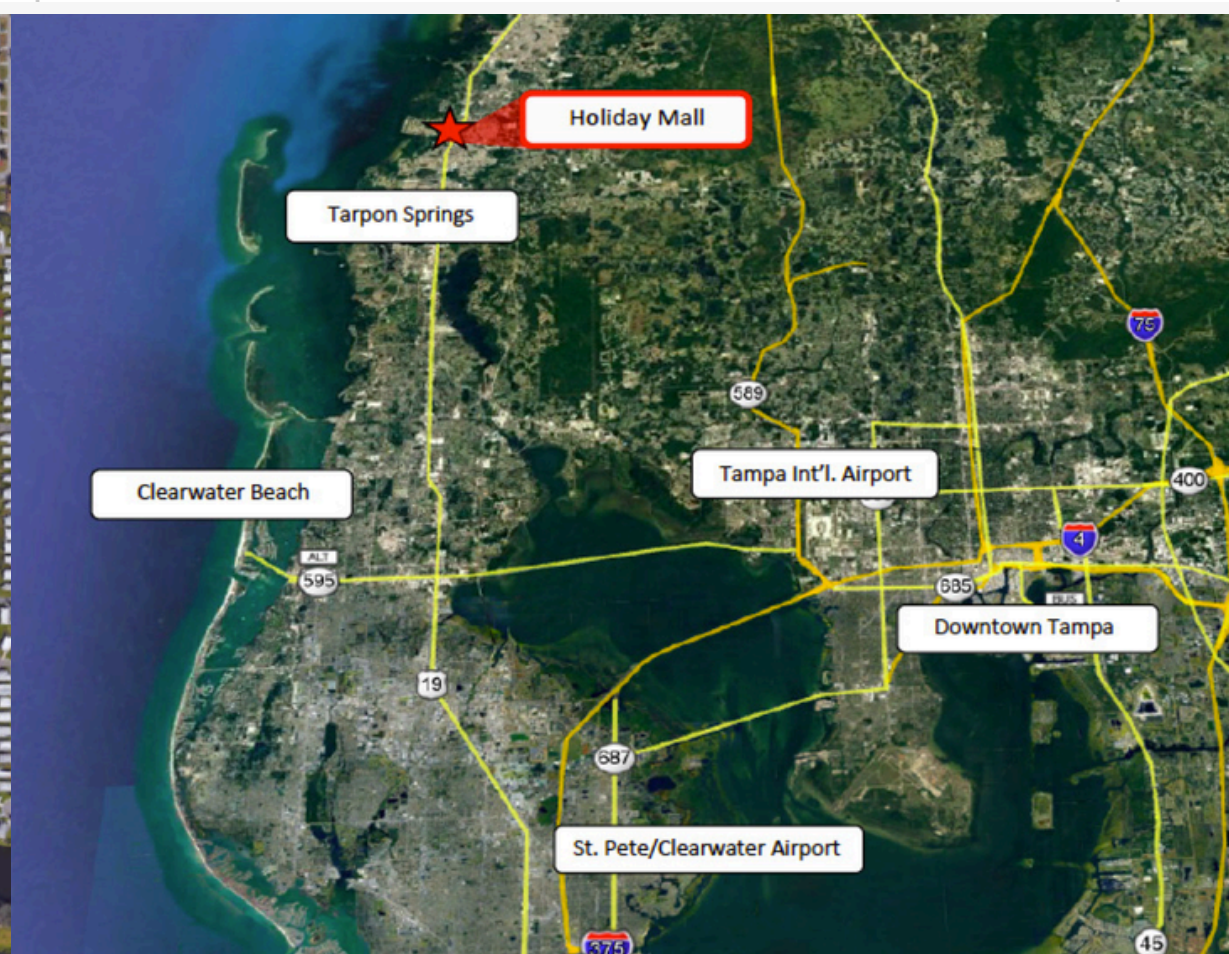 Holiday Mall
Tarpon Springs
75
589
Tampa Int'l. Airport
400
Clearwater Beach
4
ALT
595
685
BUS
Downtown Tampa
19
687
St. Pete/Clearwater Airport
375
45